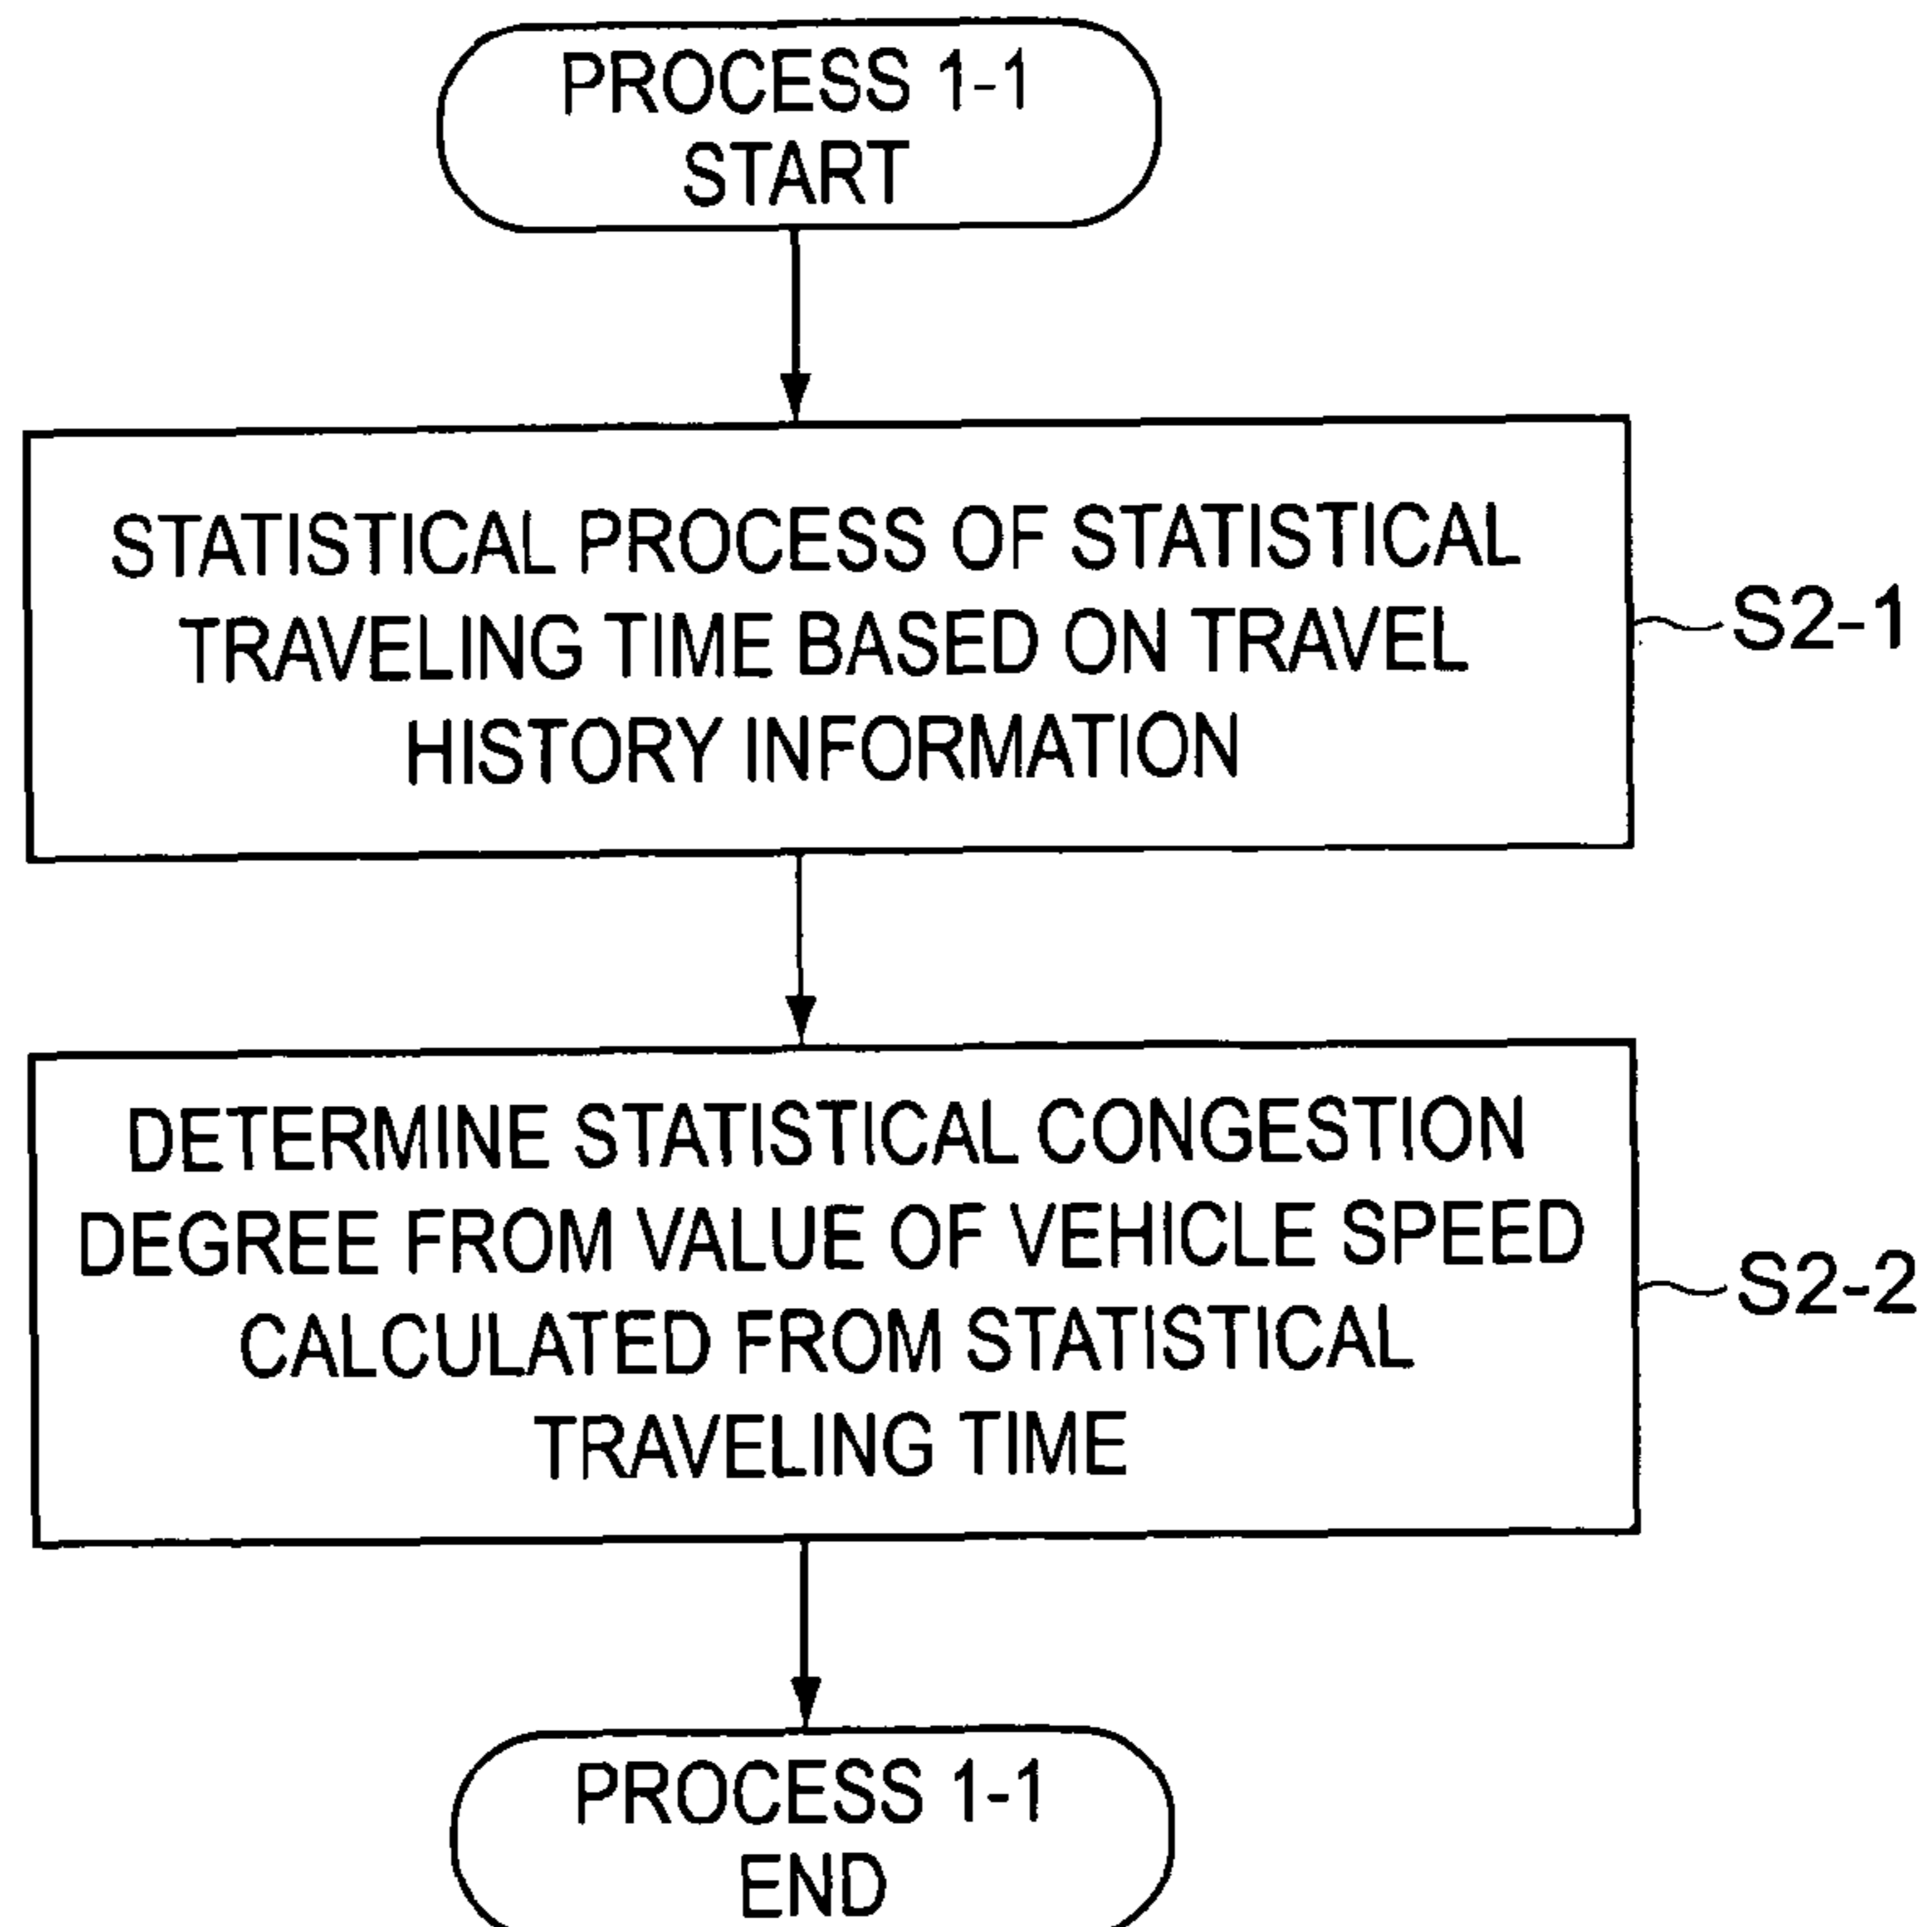 PROCESS 1-1
START
STATISTICAL PROCESS OF STATISTICAL
TRAVELING TIME BASED ON TRAVEL
HISTORY INFORMATION
S2-1
DETERMINE STATISTICAL CONGESTION
DEGREE FROM VALUE OF VEHICLE SPEED
CALCULATED FROM STATISTICAL
TRAVELING TIME
S2-2
PROCESS 1-1
END